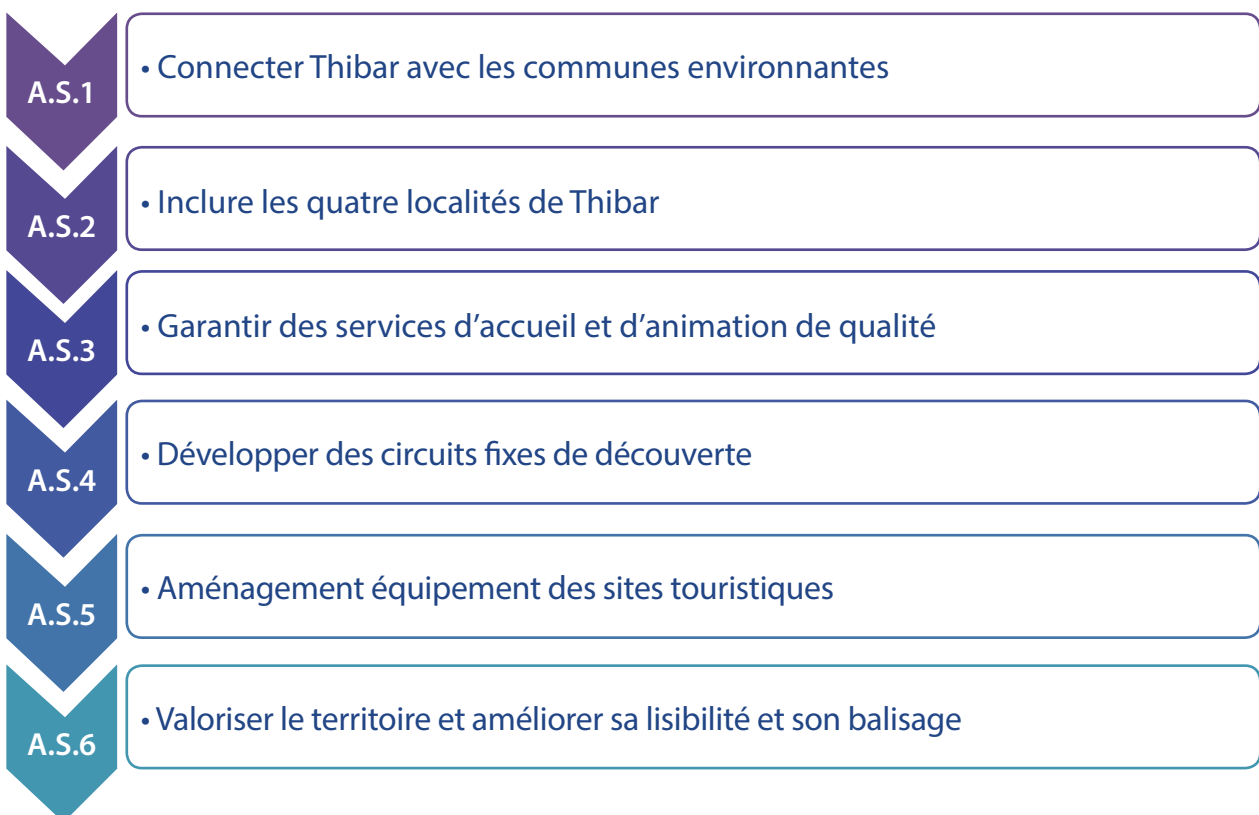 A.S.1
• Connecter Thibar avec les communes environnantes
A.S.2
• Inclure les quatre localités de Thibar
A.S.3
• Garantir des services d’accueil et d’animation de qualité
A.S.4
• Développer des circuits fixes de découverte
A.S.5
• Aménagement équipement des sites touristiques
A.S.6
• Valoriser le territoire et améliorer sa lisibilité et son balisage